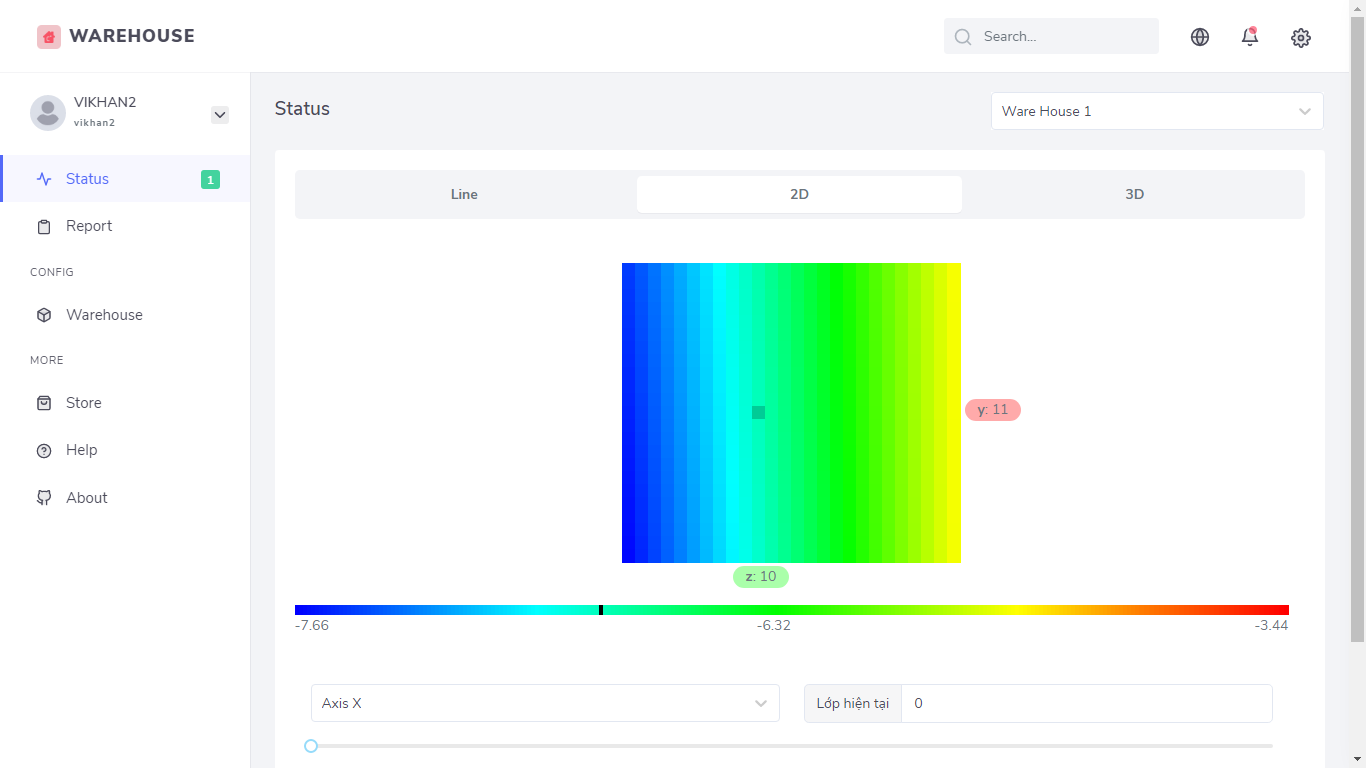 WAREHOUSE
Search...
VIKHAN2
vikhan2
Status
1
Report
CONFIG
Warehouse
MORE
Store
Help
About
Status
Ware House 1
Line
2D
3D
y: 11
z: 10
-7.66
-6.32
-3.44
Axis X
Lớp hiện tại
0